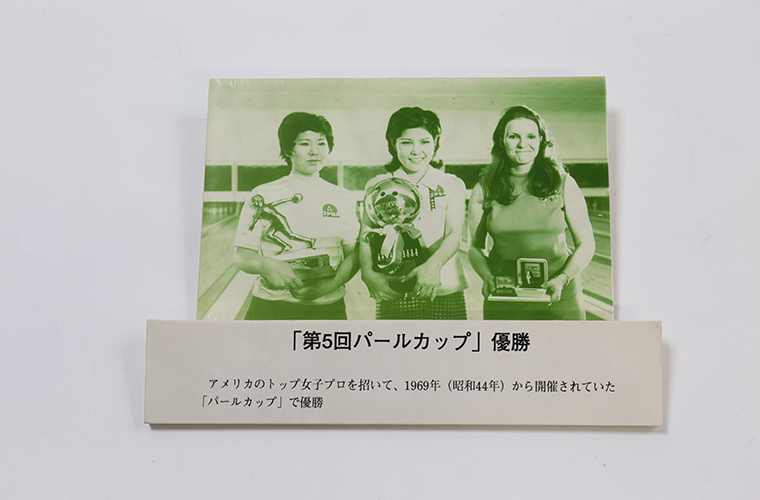 「第5回パールカップ」優勝
アメリカのトップ女子プロを招いて、1969年（昭和44年）から開催されていた
「パールカップ」で優勝